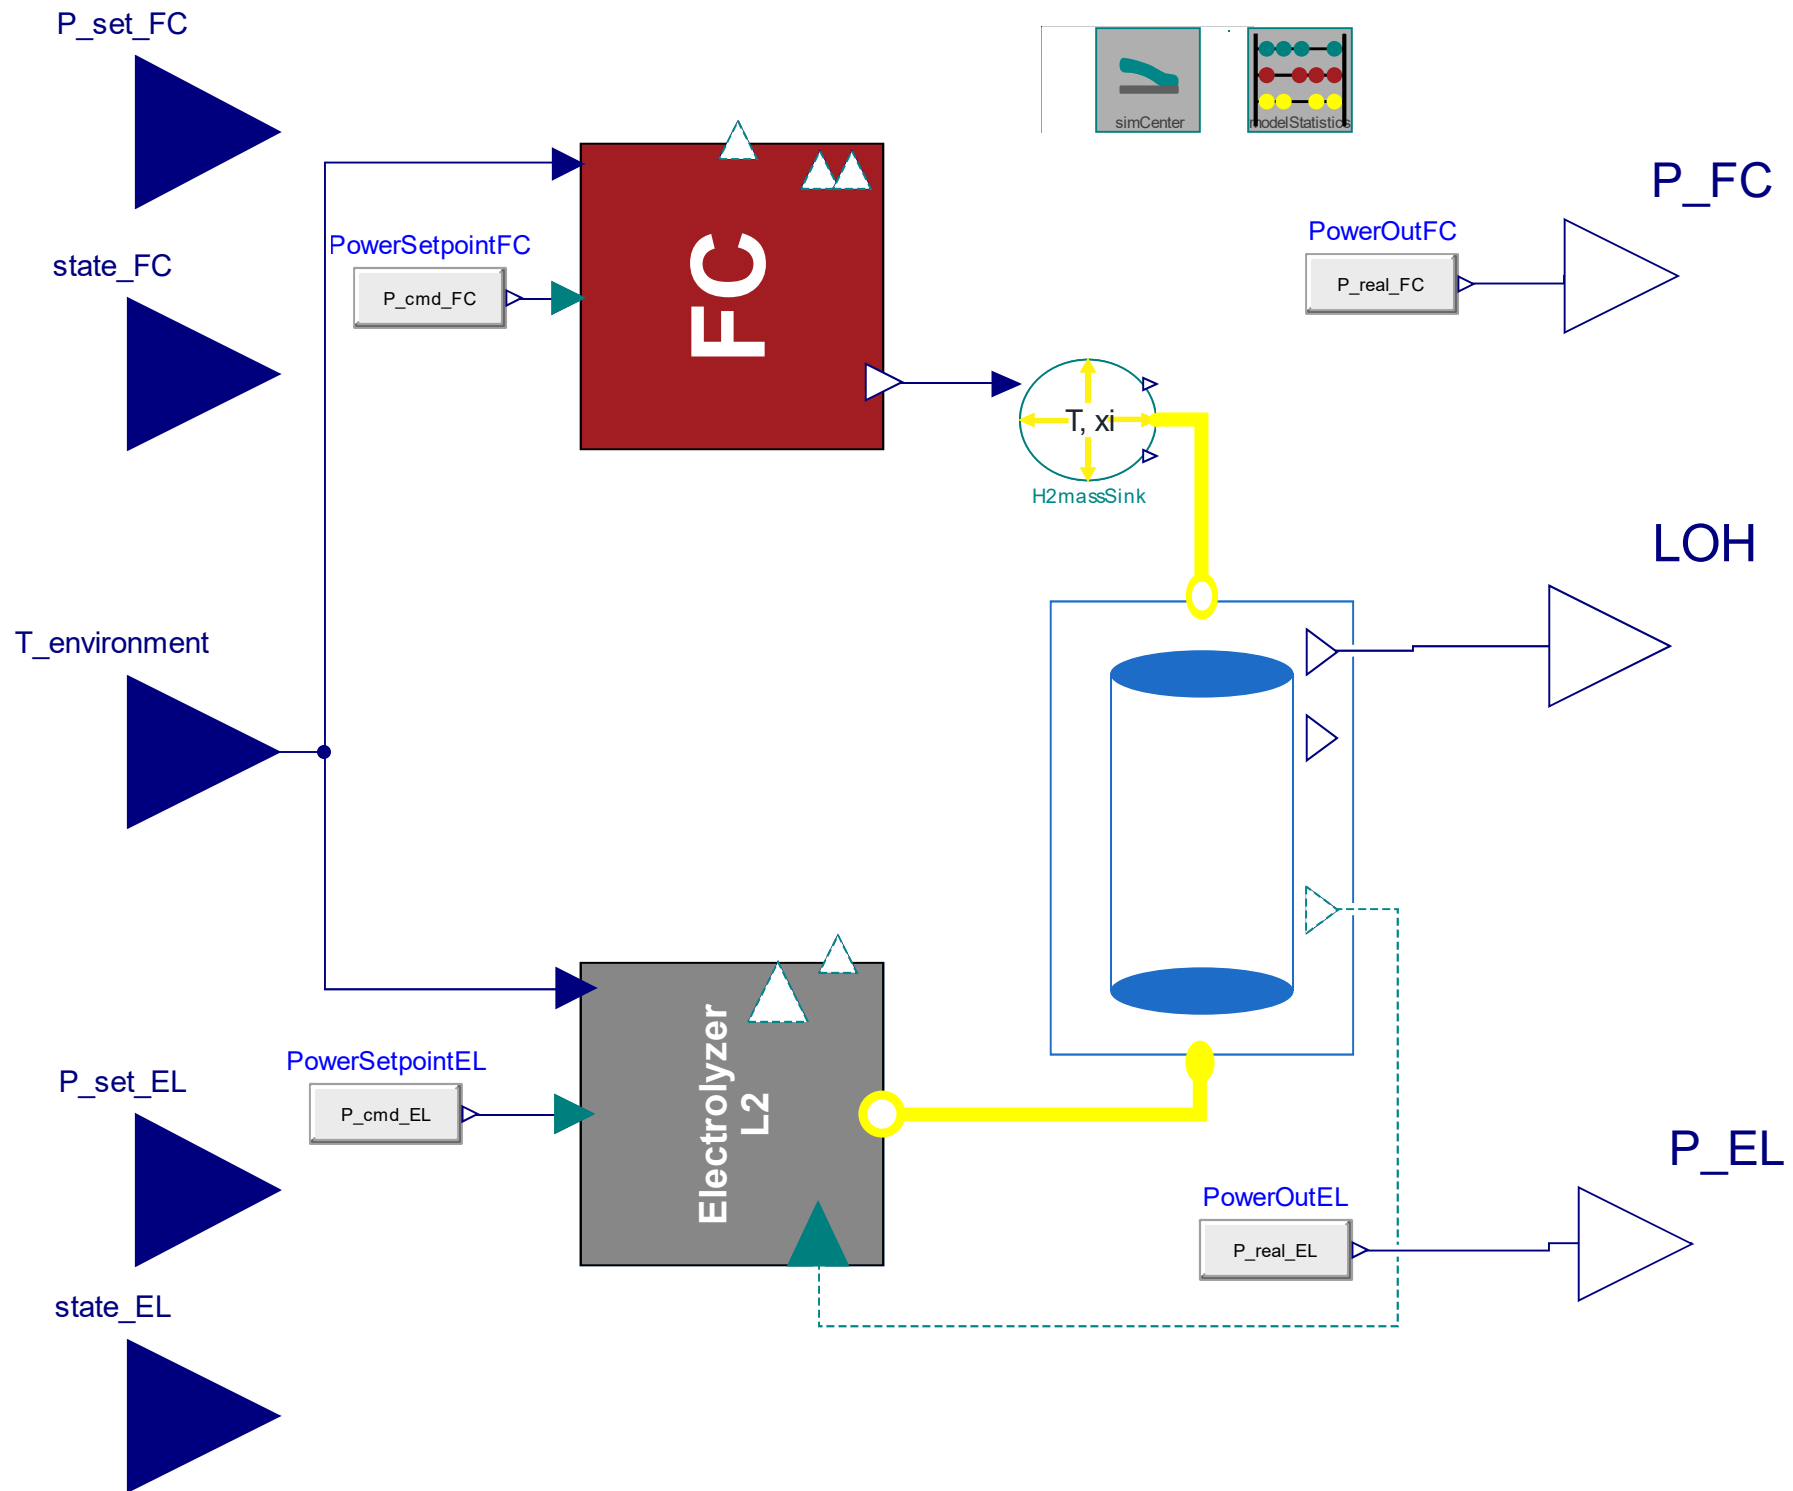 P_set_FC
simCenter
modelStatistics
P_FC
PowerSetpointFC
PowerOutFC
state_FC
P_cmd_FC
P_real_FC
FC
T, xi
H2massSink
LOH
T_environment
Electrolyzer
L2
PowerSetpointEL
P_set_EL
P_cmd_EL
P_EL
PowerOutEL
P_real_EL
state_EL